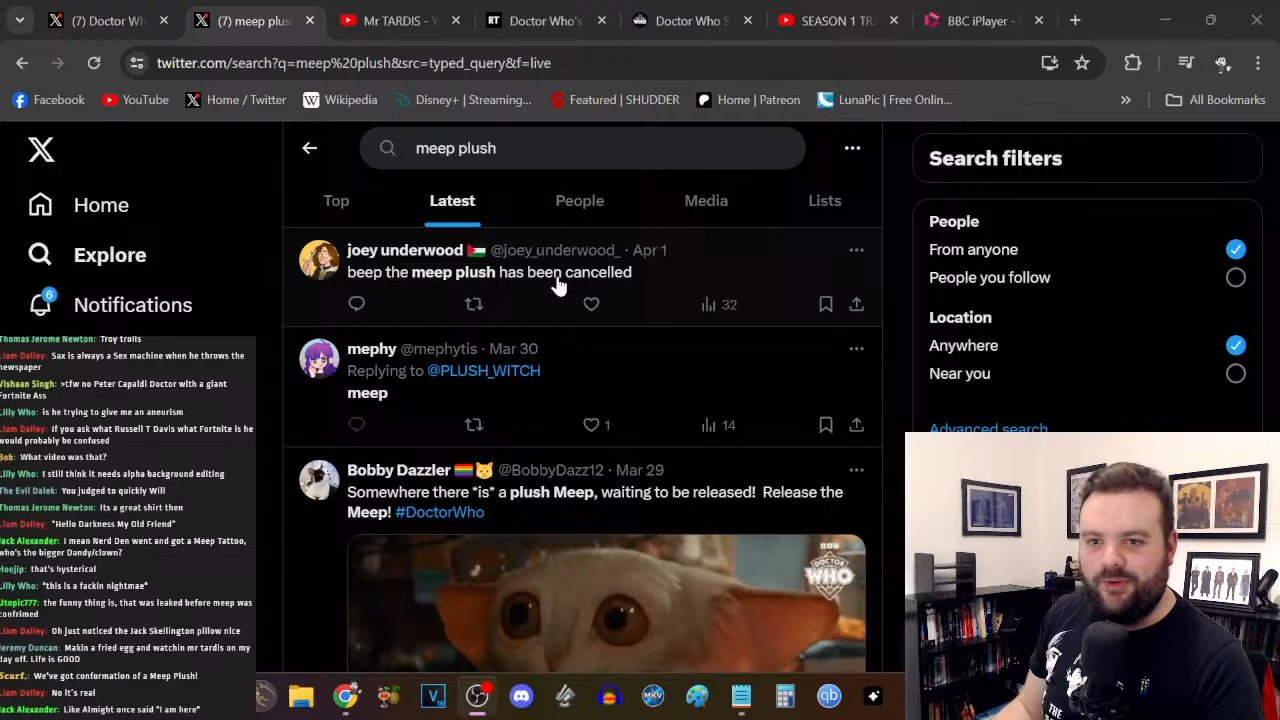 (7) Doctor Wh
(7) meep plus
Mr TARDIS - Y
Doctor Who's
Doctor Who S
SEASON 1 TR
BBC iPlayer -
twitter.com/search?q=meep%20plush&src=typed_query&f=live
Facebook
YouTube
Home / Twitter
Wikipedia
Disney+ | Streaming...
Featured | SHUDDER
Home | Patreon
LunaPic | Free Onlin...
All Bookmarks
meep plush
Home
Explore
6
Notifications
Top
Latest
People
Media
Lists
joey underwood @joey_underwood_ · Apr 1
beep the meep plush has been cancelled
32
mephy @mephytis · Mar 30
Replying to @PLUSH_WITCH
meep
1
14
Bobby Dazzler @BobbyDazz12 · Mar 29
Somewhere there *is* a plush Meep, waiting to be released! Release the
Meep! #DoctorWho
BBC
DOCTOR
WHO
Search filters
People
From anyone
People you follow
Location
Anywhere
Near you
Advanced search
Thomas Jerome Newton: Troy trolls
Liam Dalley: Sax is always a Sex machine when he throws the
newspaper
Vishaan Singh: >tfw no Peter Capaldi Doctor with a giant
Fortnite Ass
Lilly Who: is he trying to give me an aneurism
Liam Dalley: If you ask what Russell T Davis what Fortnite is he
would probably be confused
Bob: What video was that?
Lilly Who: I still think it needs alpha background editing
The Evil Dalek: You judged to quickly Will
Thomas Jerome Newton: Its a great shirt then
Liam Dalley: "Hello Darkness My Old Friend"
Jack Alexander: I mean Nerd Den went and got a Meep Tattoo,
who's the bigger Dandy/clown?
Hoojip: that's hysterical
Lilly Who: "this is a fackin nightmae"
Utopic777: the funny thing is, that was leaked before meep was
confrimed
Liam Dalley: Oh just noticed the Jack Skellington pillow nice
Jeremy Duncan: Makin a fried egg and watchin mr tardis on my
day off. Life is GOOD
Scarf.: We've got conformation of a Meep Plush!
Liam Dalley: No it's real
Jack Alexander: Like Almight once said "I am here"